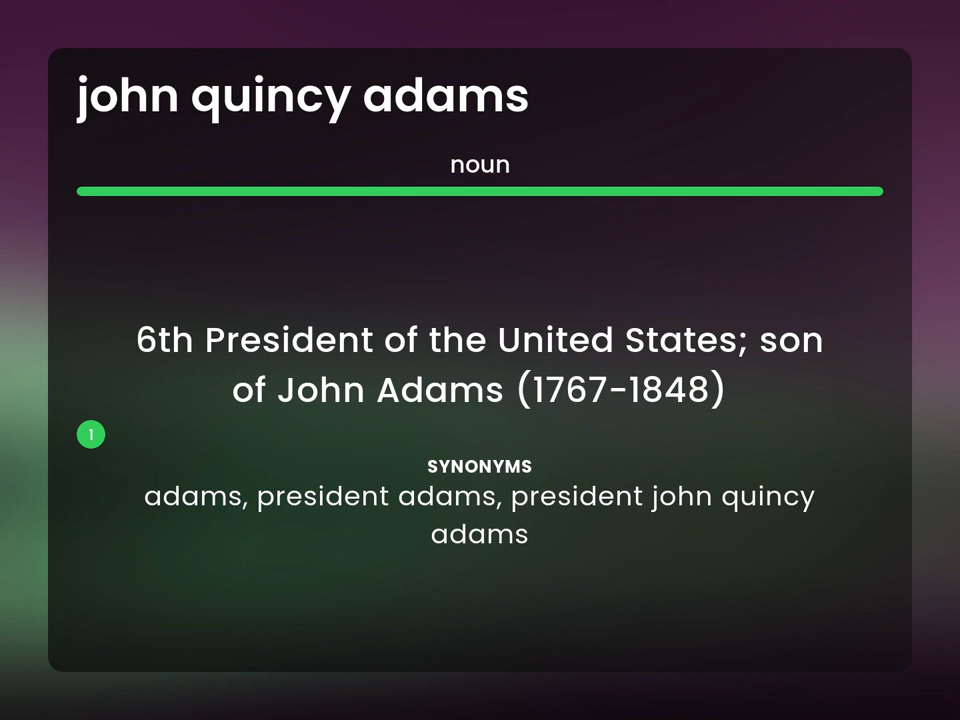 john quincy adams
noun
6th President of the United States; son
of John Adams (1767-1848)
1
SYNONYMS
adams, president adams, president john quincy
adams